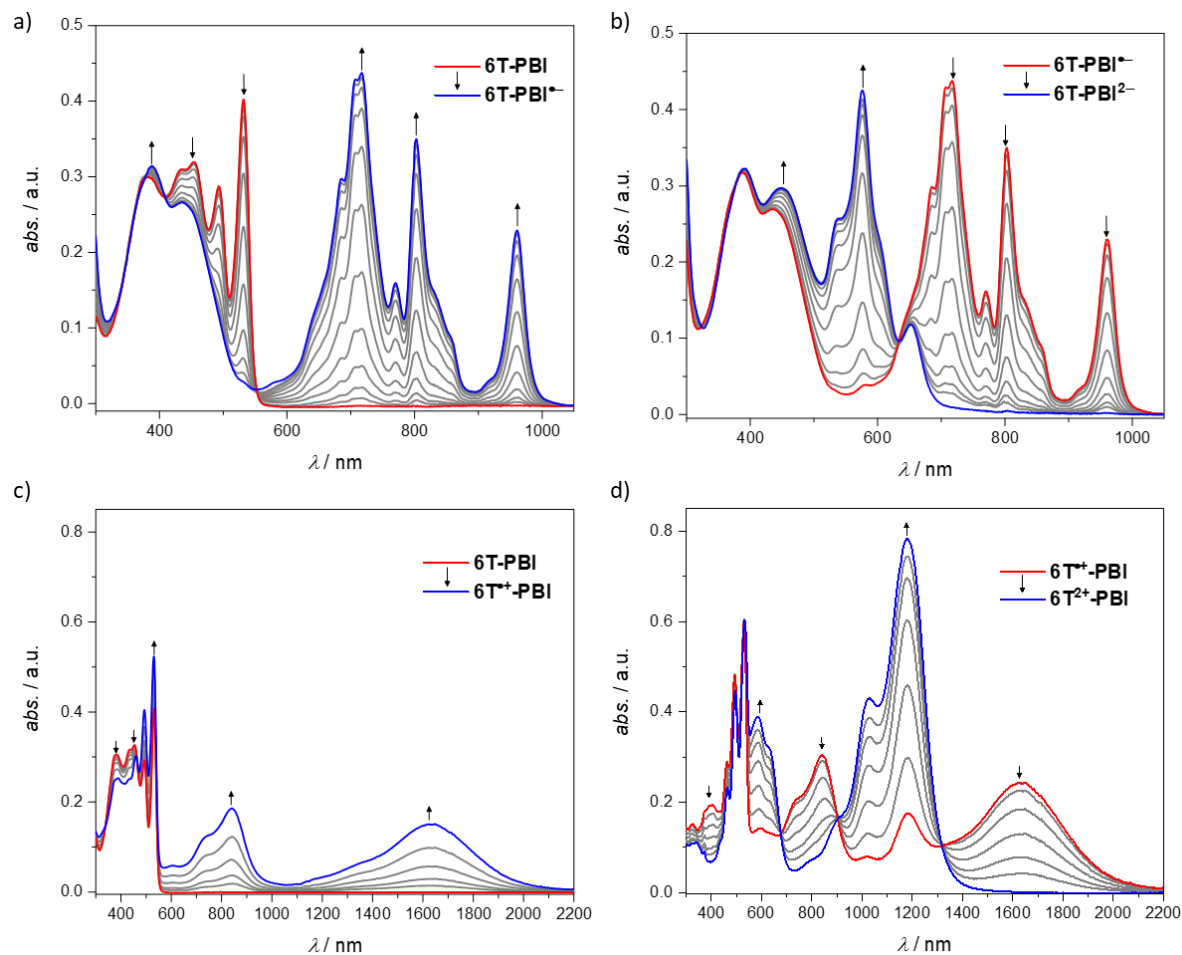 a)
0.5
0.4
0.3
0.2
0.1
0.0
abs. / a.u.
6T-PBI
6T-PBI•–
400 600 800 1000
λ / nm
b)
0.5
0.4
0.3
0.2
0.1
0.0
abs. / a.u.
6T-PBI•–
6T-PBI2–
400 600 800 1000
λ / nm
c)
0.8
0.6
0.4
0.2
0.0
abs. / a.u.
6T-PBI
6T•+-PBI
400 600 800 1000 1200 1400 1600 1800 2000 2200
λ / nm
d)
0.8
0.6
0.4
0.2
0.0
abs. / a.u.
6T•+-PBI
6T2+-PBI
400 600 800 1000 1200 1400 1600 1800 2000 2200
λ / nm